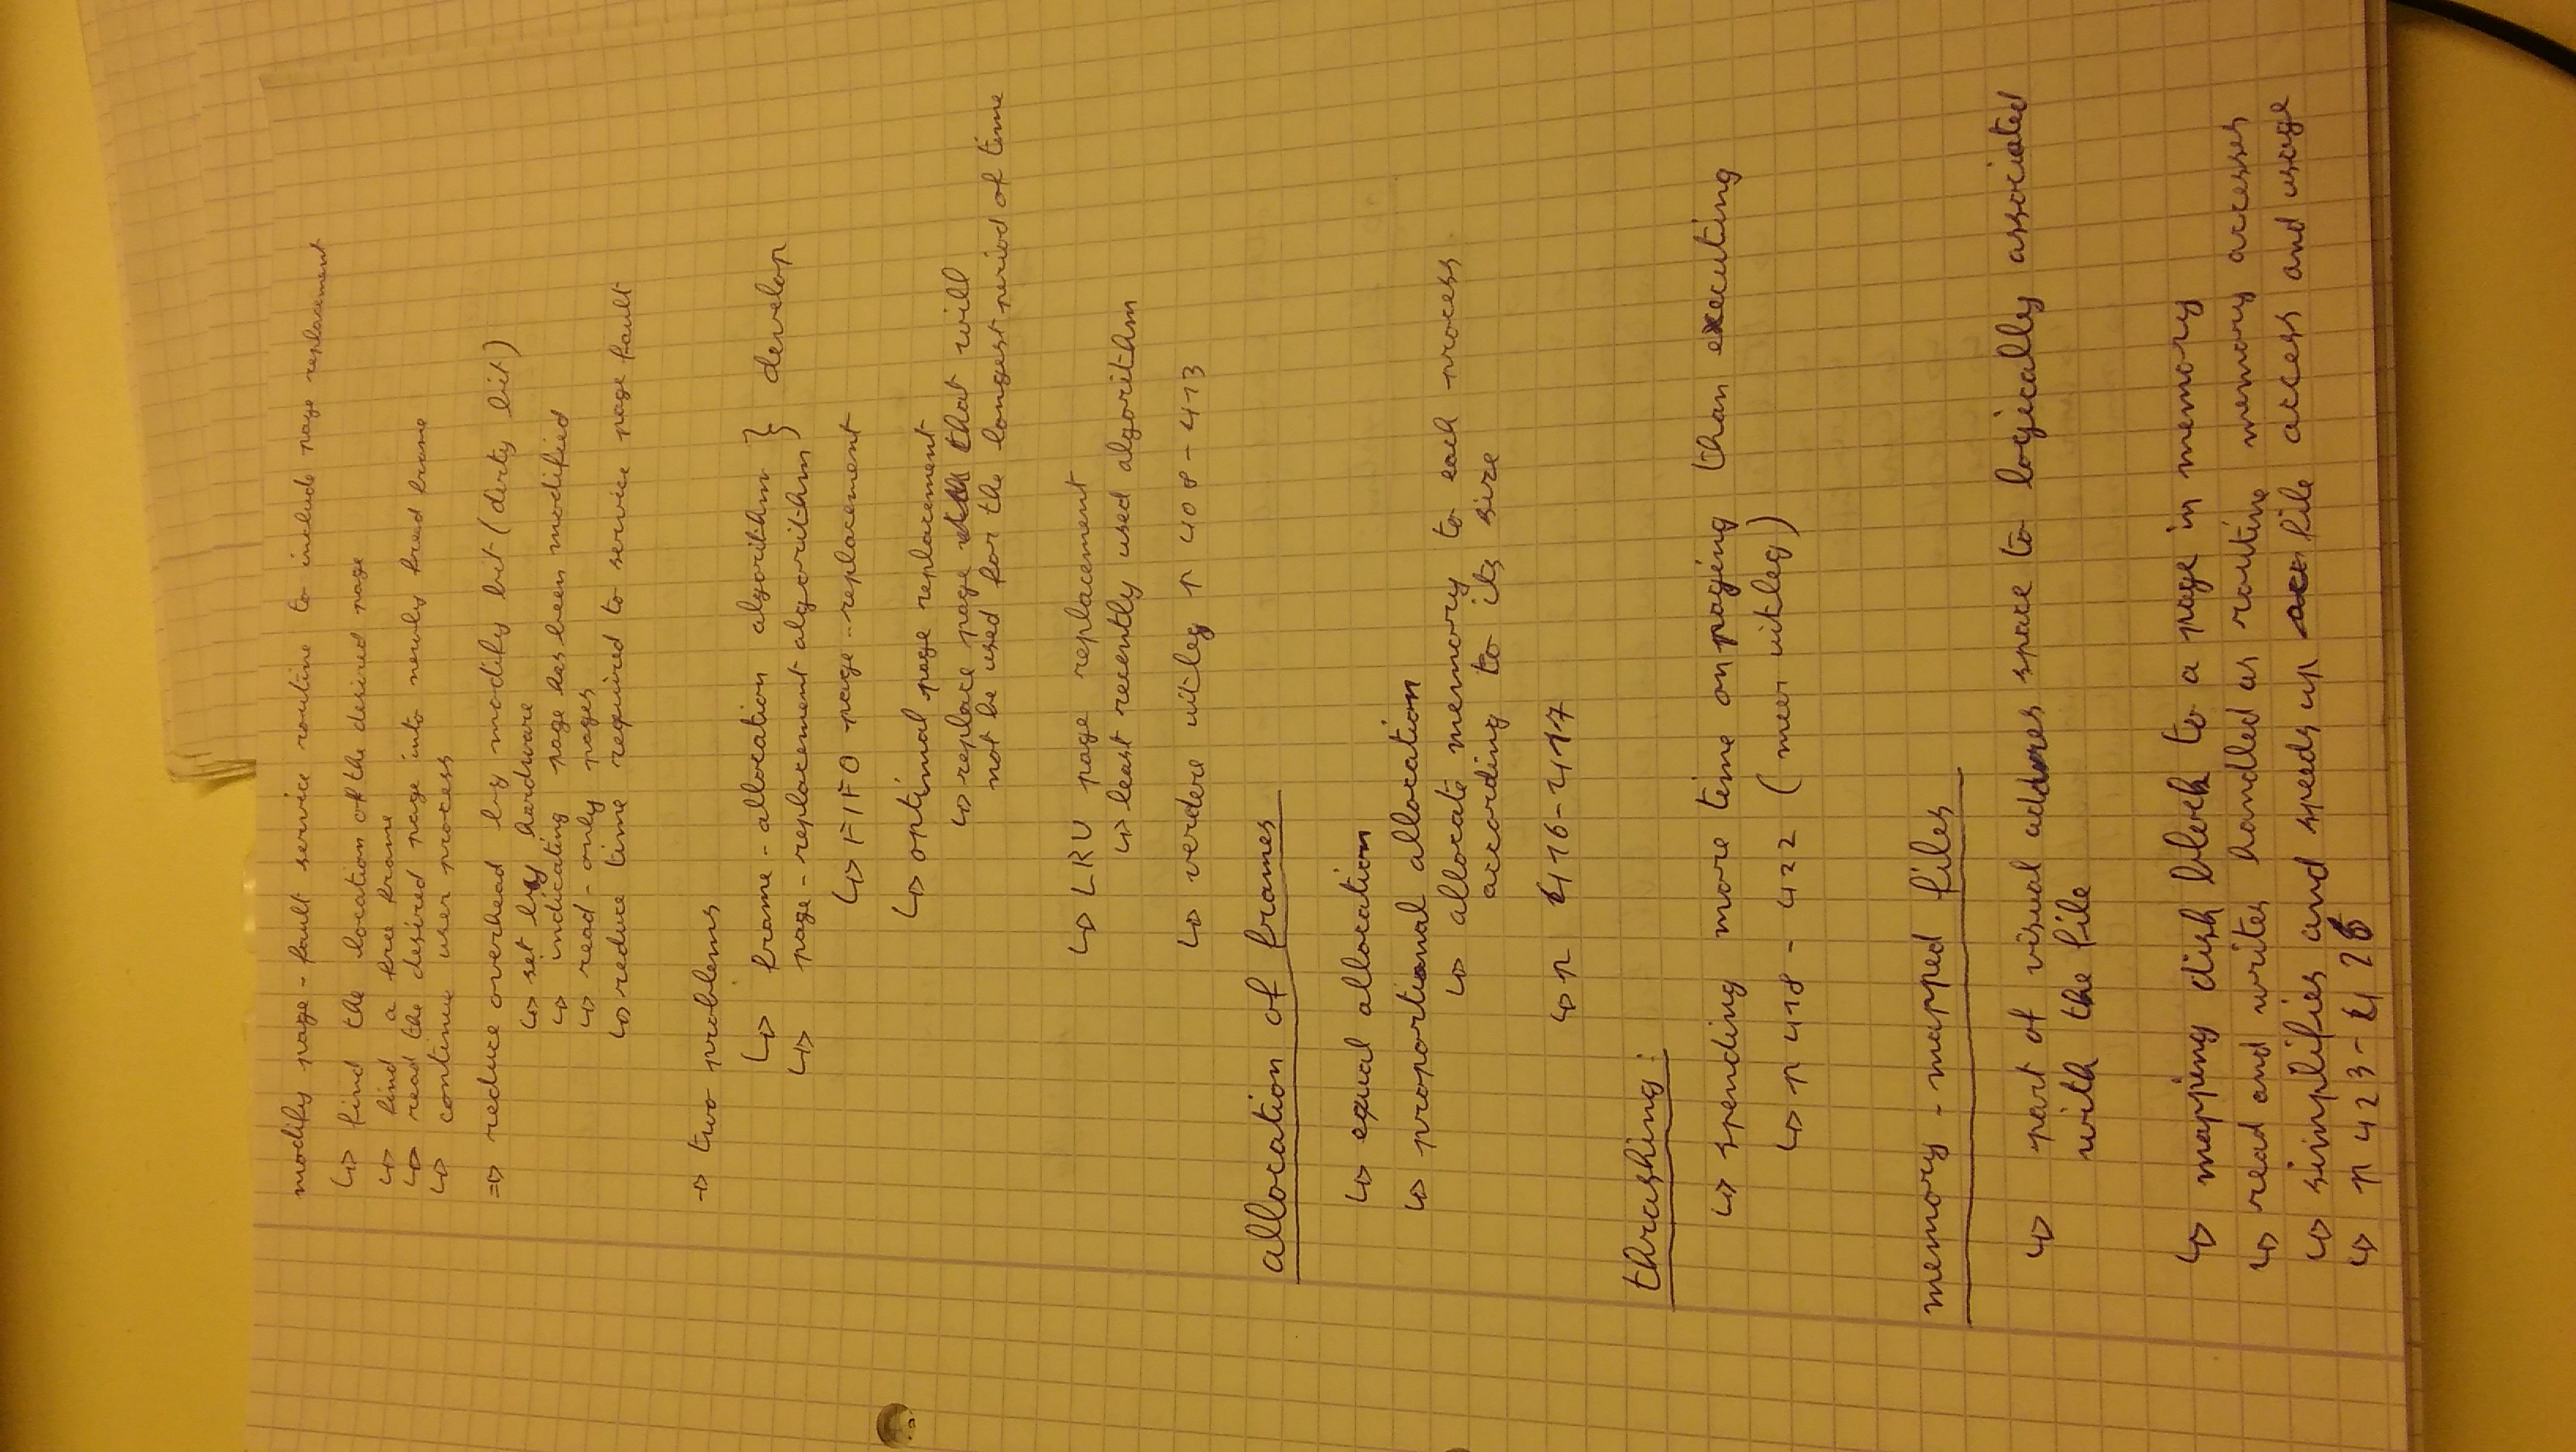 modify page-fault service routine to include page replacement
↳ find the location of the desired page
↳ find a free frame
↳ read the desired page into newly freed frame
↳ continue user process
⇒ reduce overhead by modify bit (dirty bit)
↳ set by hardware
↳ indicating page has been modified
↳ read-only pages
↳ reduce time required to service page fault
→ two problems
↳ frame-allocation algorithm } develop
↳ page-replacement algorithm
↳ FIFO page-replacement
↳ optimal page replacement
↳ replace page that will
not be used for the longest period of time
↳ LRU page replacement
↳ least recently used algorithm
↳ verdere uitleg p 408-413
allocation of frames
↳ equal allocation
↳ proportional allocation
↳ allocate memory to each process
according to its size
↳ p 416-417
thrashing:
↳ spending more time on paging than executing
↳ p 418-422 (meer uitleg)
memory-mapped files
↳ part of visual addres space to logically associated
with the file
↳ mapping disk block to a page in memory
↳ read and writes handled as routine memory accesses
↳ simplifies and speeds up file access and usage
↳ p 423-426